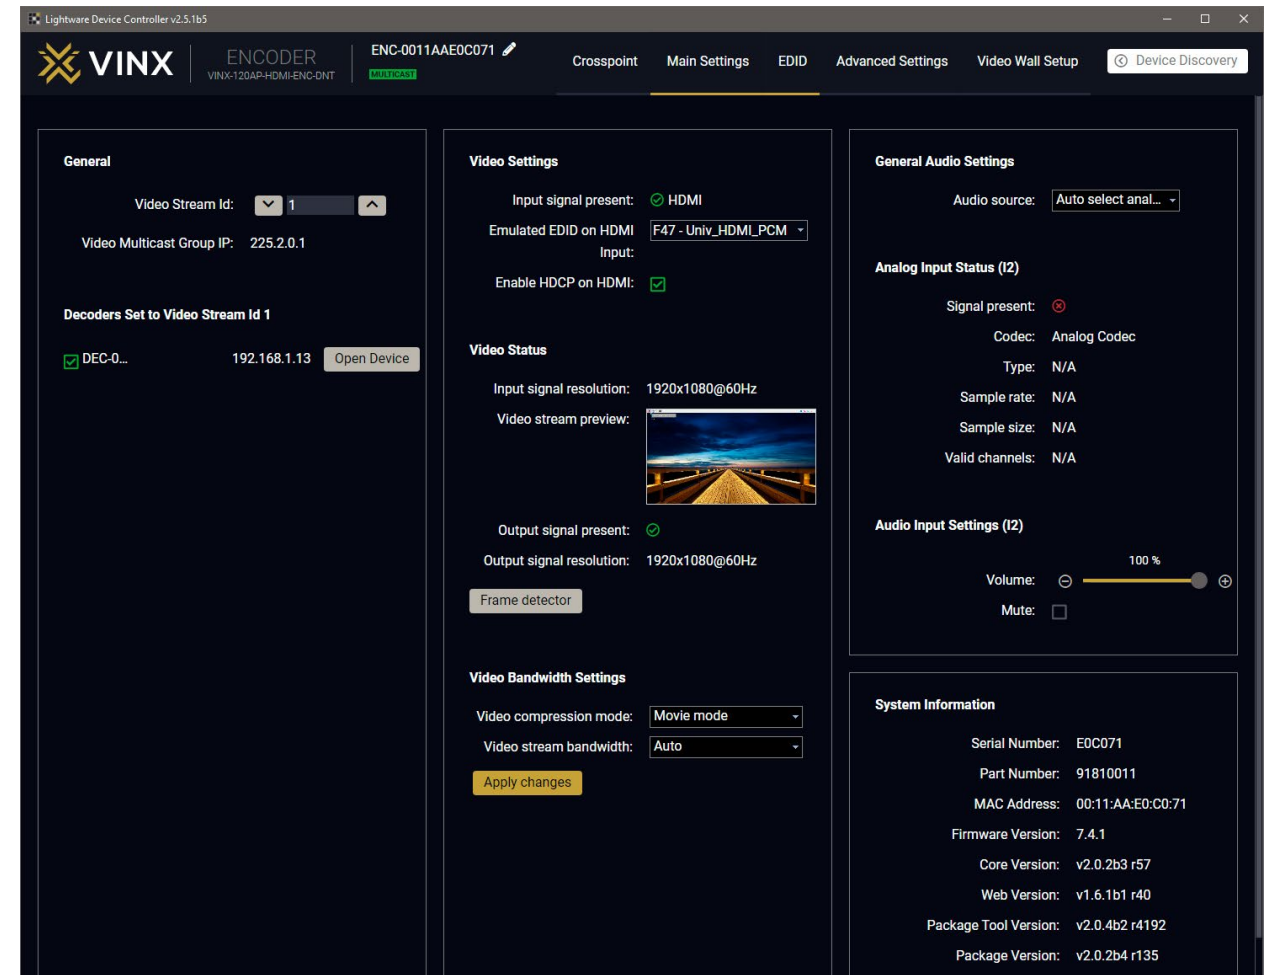 Lightware Device Controller v2.5.1b5
VINX
ENCODER
VINX-120AP-HDMI-ENC-DNT
ENC-0011AAE0C071
MULTICAST
Crosspoint
Main Settings
EDID
Advanced Settings
Video Wall Setup
Device Discovery
General
Video Stream Id: 1
Video Multicast Group IP: 225.2.0.1
Decoders Set to Video Stream Id 1
DEC-0... 192.168.1.13 Open Device
Video Settings
Input signal present: HDMI
Emulated EDID on HDMI
Input:
F47 - Univ_HDMI_PCM
Enable HDCP on HDMI:
Video Status
Input signal resolution: 1920x1080@60Hz
Video stream preview:
Output signal present:
Output signal resolution: 1920x1080@60Hz
Frame detector
Video Bandwidth Settings
Video compression mode: Movie mode
Video stream bandwidth: Auto
Apply changes
General Audio Settings
Audio source: Auto select anal...
Analog Input Status (I2)
Signal present:
Codec: Analog Codec
Type: N/A
Sample rate: N/A
Sample size: N/A
Valid channels: N/A
Audio Input Settings (I2)
100 %
Volume:
Mute:
System Information
Serial Number: E0C071
Part Number: 91810011
MAC Address: 00:11:AA:E0:C0:71
Firmware Version: 7.4.1
Core Version: v2.0.2b3 r57
Web Version: v1.6.1b1 r40
Package Tool Version: v2.0.4b2 r4192
Package Version: v2.0.2b4 r135